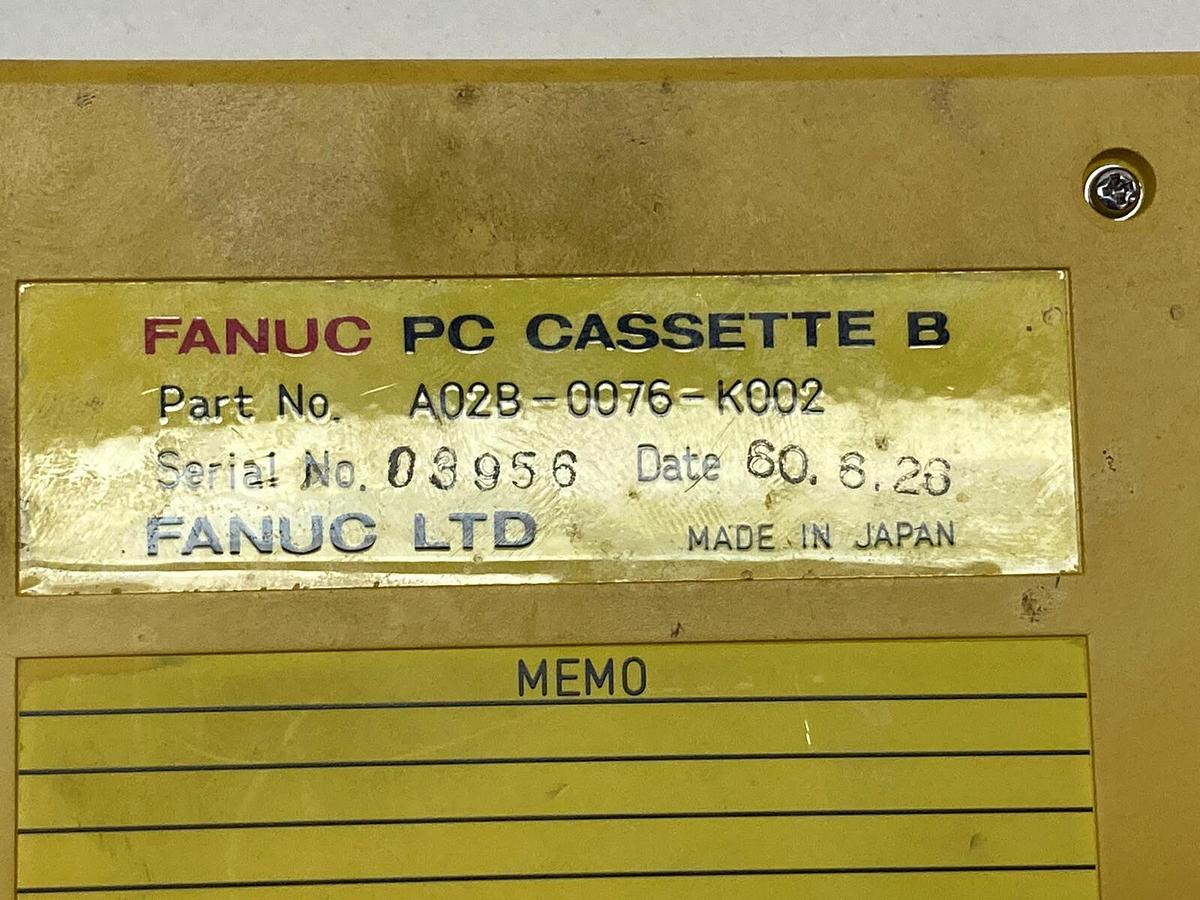 FANUC PC CASSETTE B
Part No. A02B-0076-K002
Serial No. 03956 Date 60.6.26
FANUC LTD MADE IN JAPAN
MEMO